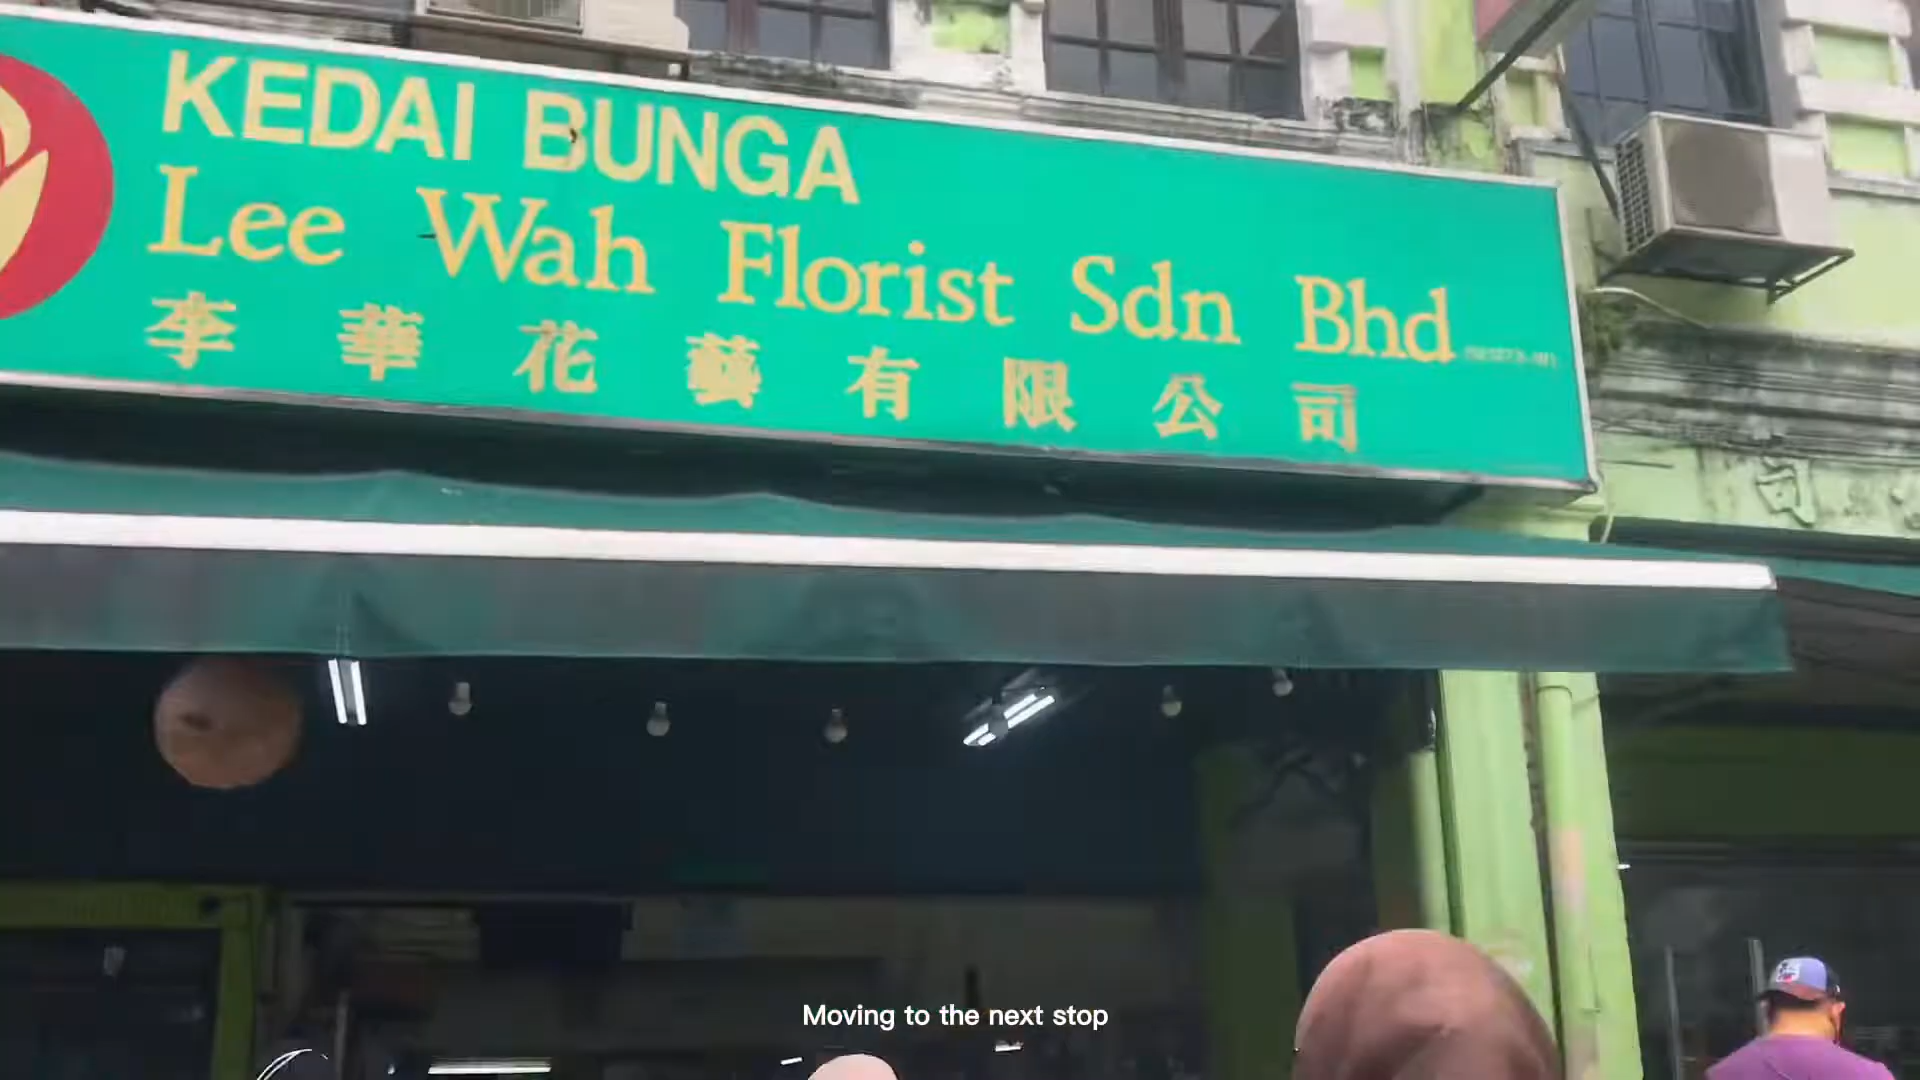 KEDAI BUNGA
Lee Wah Florist Sdn Bhd
李華花藝有限公司
司
Moving to the next stop